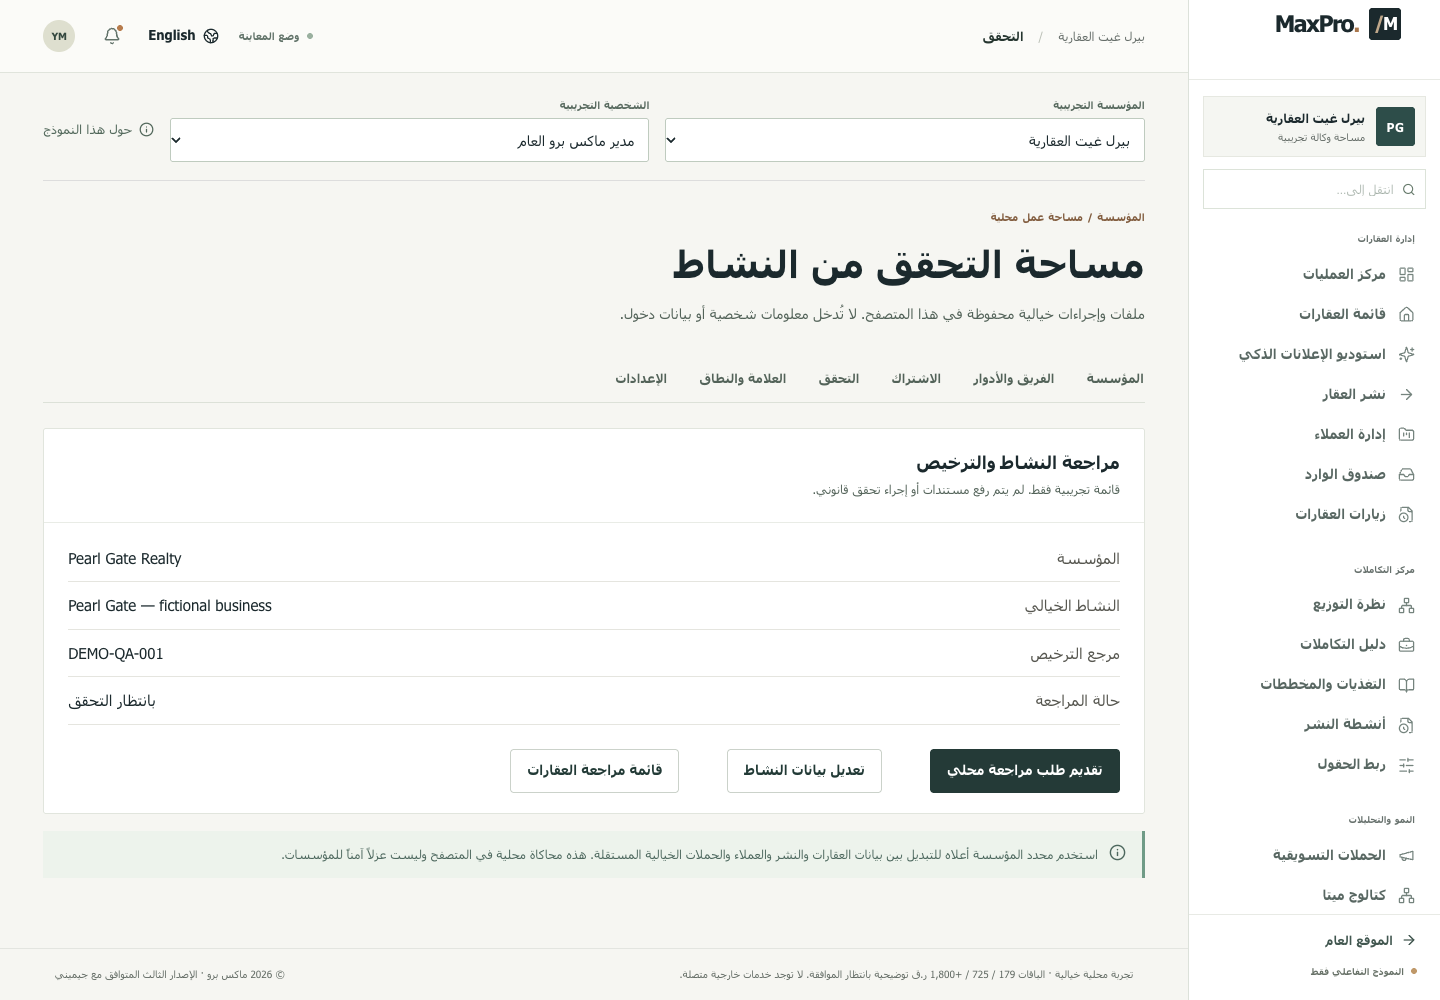 MaxPro.
/M
بيرل غيت العقارية / التحقق
وضع المعاينة
English
YM
PG
بيرل غيت العقارية
مساحة وكالة تجريبية
انتقل إلى...
إدارة العقارات
مركز العمليات
قائمة العقارات
استوديو الإعلانات الذكي
نشر العقار
إدارة العملاء
صندوق الوارد
زيارات العقارات
مركز التكاملات
نظرة التوزيع
دليل التكاملات
التغذيات والمخططات
أنشطة النشر
ربط الحقول
النمو والتحليلات
الحملات التسويقية
كتالوج ميتا
الموقع العام
النموذج التفاعلي فقط
المؤسسة التجريبية
بيرل غيت العقارية
الشخصية التجريبية
مدير ماكس برو العام
حول هذا النموذج
المؤسسة / مساحة عمل محلية
مساحة التحقق من النشاط
ملفات وإجراءات خيالية محفوظة في هذا المتصفح. لا تُدخل معلومات شخصية أو بيانات دخول.
المؤسسة
الفريق والأدوار
الاشتراك
التحقق
العلامة والنطاق
الإعدادات
مراجعة النشاط والترخيص
قائمة تجريبية فقط. لم يتم رفع مستندات أو إجراء تحقق قانوني.
المؤسسة
Pearl Gate Realty
النشاط الخيالي
Pearl Gate — fictional business
مرجع الترخيص
DEMO-QA-001
حالة المراجعة
بانتظار التحقق
تقديم طلب مراجعة محلي
تعديل بيانات النشاط
قائمة مراجعة العقارات
استخدم محدد المؤسسة أعلاه للتبديل بين بيانات العقارات والنشر والعملاء والحملات الخيالية المستقلة. هذه محاكاة محلية في المتصفح وليست عزلاً آمناً للمؤسسات.
تجربة محلية خيالية · الباقات 179 / 725 / +1,800 ر.ق توضيحية بانتظار الموافقة. لا توجد خدمات خارجية متصلة.
© 2026 ماكس برو · الإصدار الثالث المتوافق مع جيميني